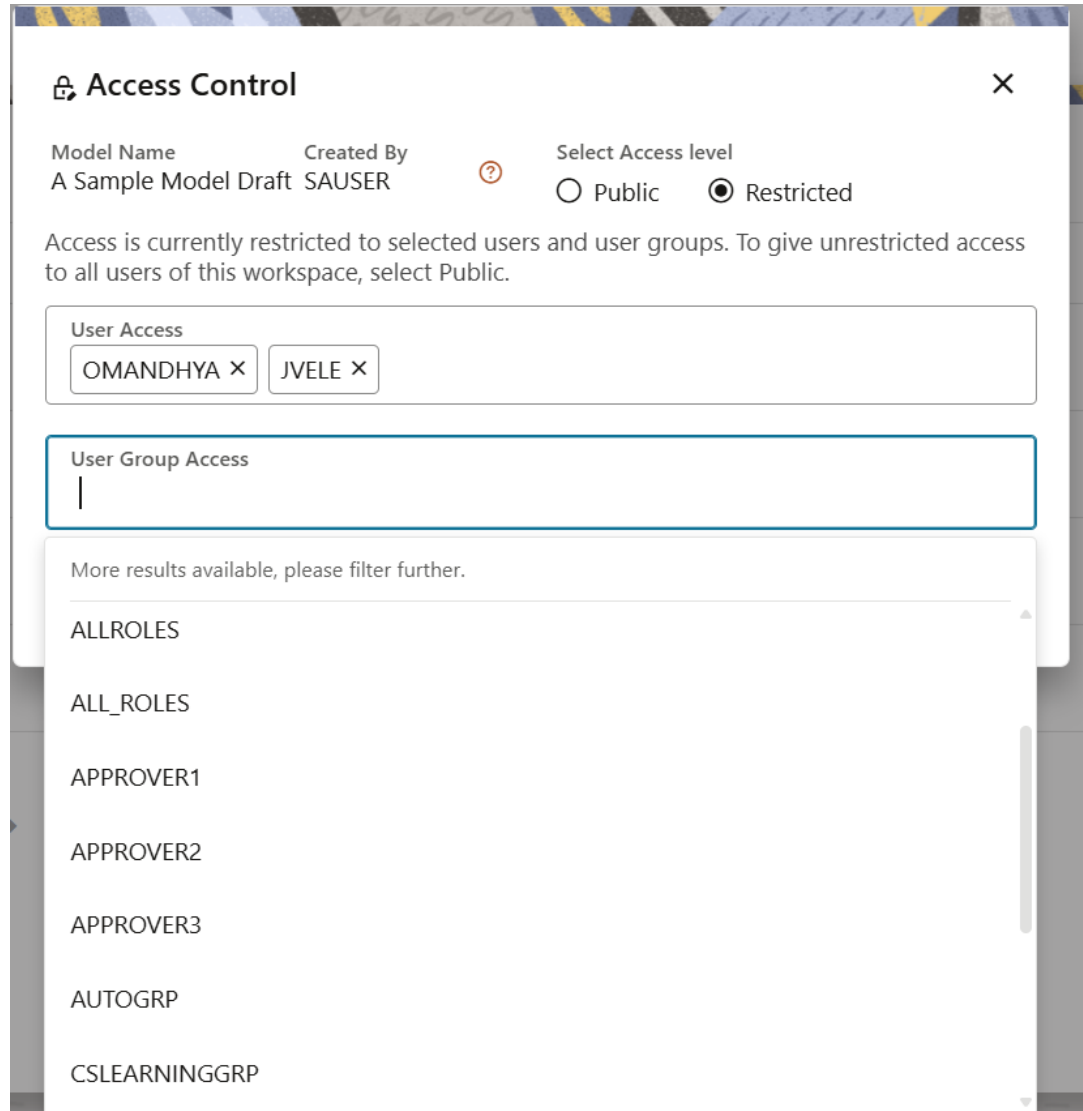 Access Control
Model Name Created By Select Access level
A Sample Model Draft SAUSER ? Public Restricted
Access is currently restricted to selected users and user groups. To give unrestricted access
to all users of this workspace, select Public.
User Access
OMANDHYA × JVELE ×
User Group Access
More results available, please filter further.
ALLROLES
ALL_ROLES
APPROVER1
APPROVER2
APPROVER3
AUTOGRP
CSLEARNINGGRP